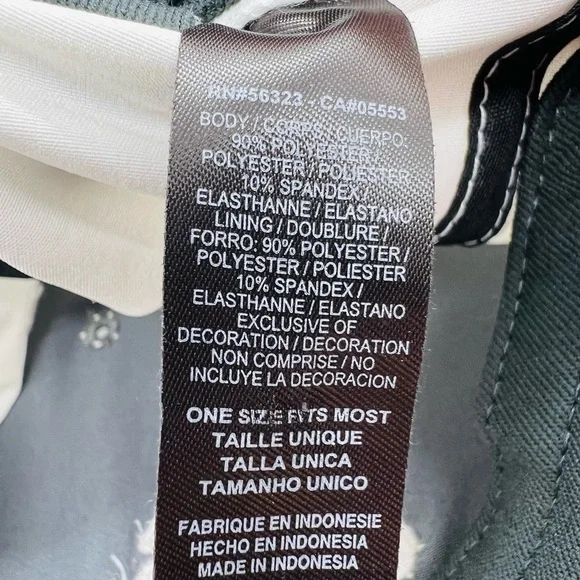 RN#56323 - CA#05553
BODY / CORPS / CUERPO:
90% POLYESTER /
POLYESTER / POLIESTER
10% SPANDEX /
ELASTHANNE / ELASTANO
LINING / DOUBLURE /
FORRO: 90% POLYESTER /
POLYESTER / POLIESTER
10% SPANDEX /
ELASTHANNE / ELASTANO
EXCLUSIVE OF
DECORATION / DECORATION
NON COMPRISE / NO
INCLUYE LA DECORACION
ONE SIZE FITS MOST
TAILLE UNIQUE
TALLA UNICA
TAMANHO UNICO
FABRIQUE EN INDONESIE
HECHO EN INDONESIA
MADE IN INDONESIA